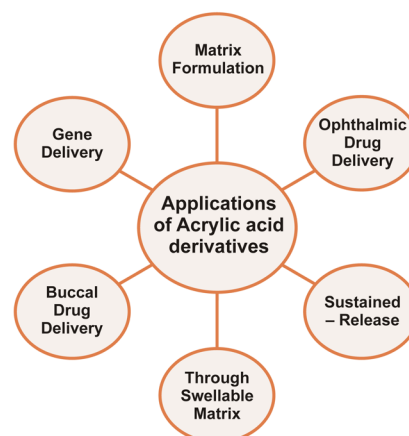 Matrix
Formulation
Gene
Delivery
Ophthalmic
Drug
Delivery
Applications
of Acrylic acid
derivatives
Buccal
Drug
Delivery
Sustained
– Release
Through
Swellable
Matrix